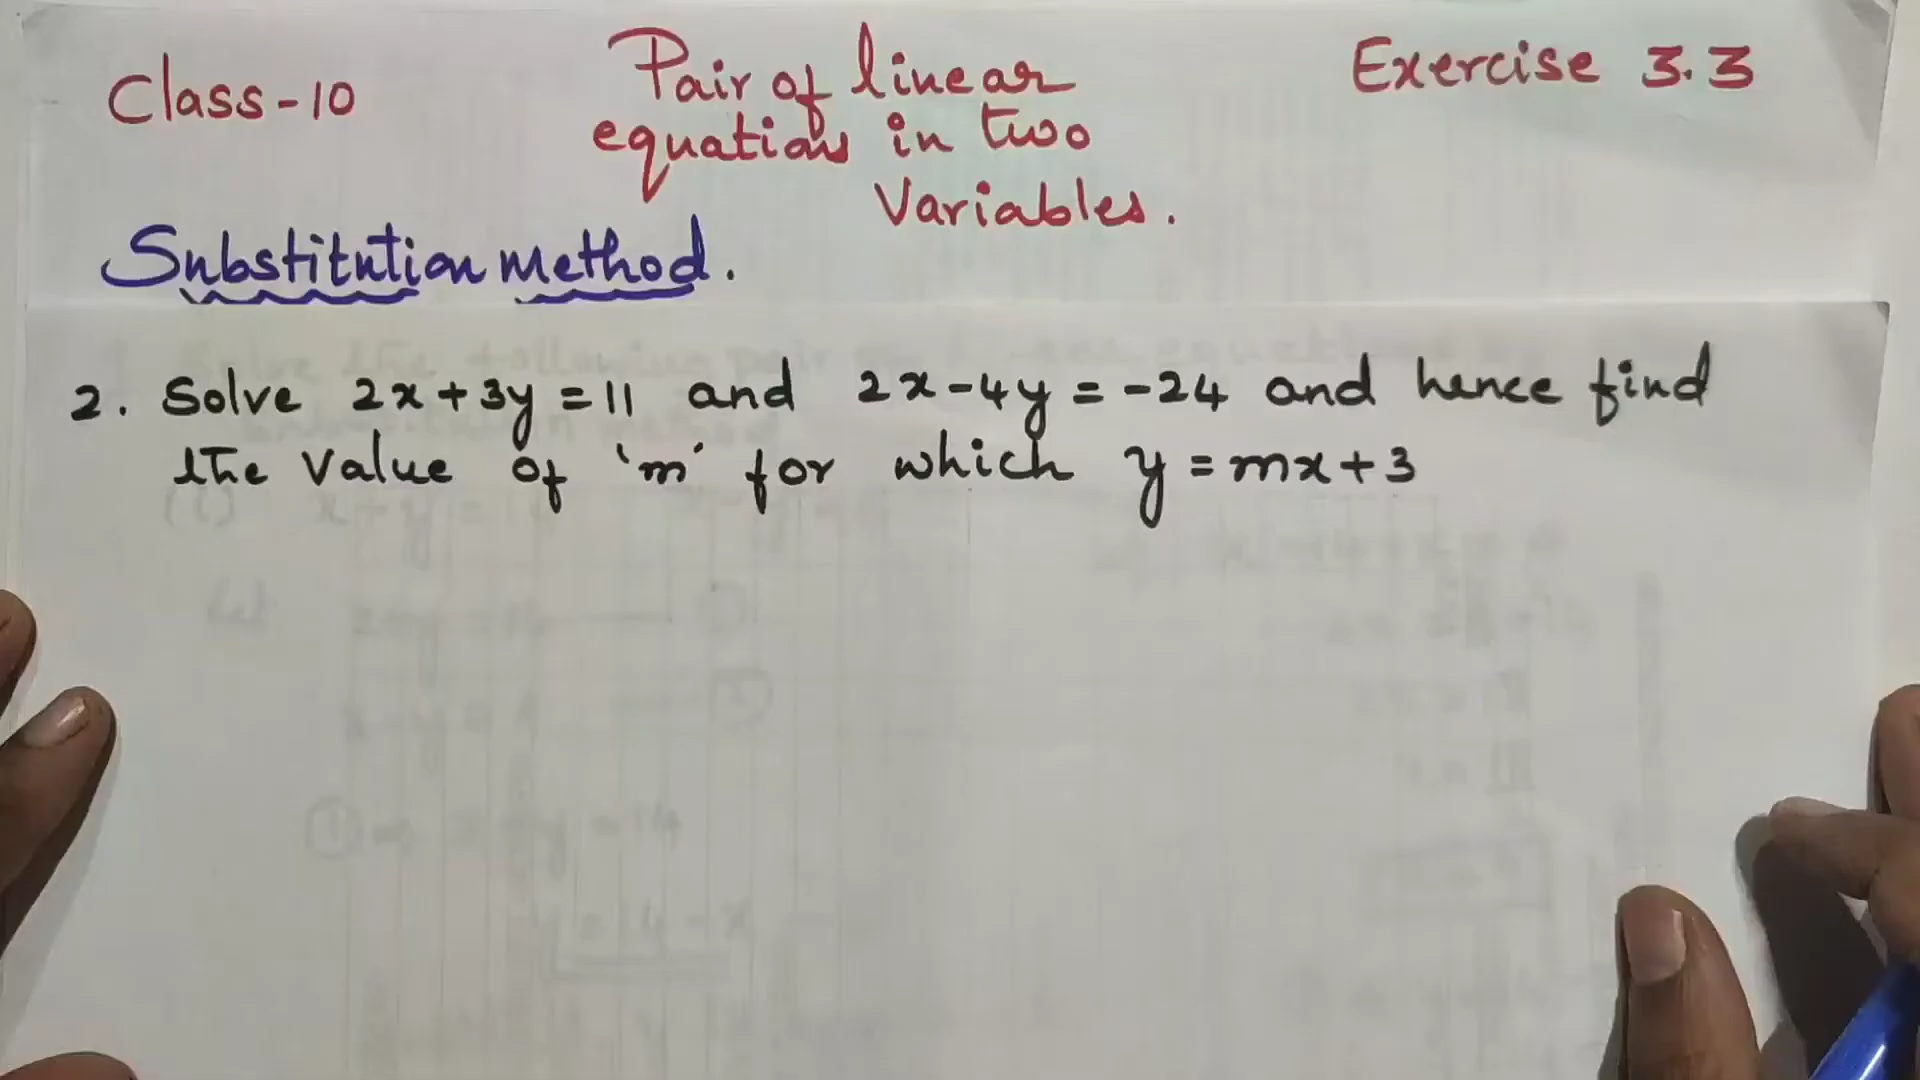 Class-10
Pair of linear
equations in two
Variables.
Exercise 3.3
Substitution method.
2. Solve 2x+3y=11 and 2x-4y=-24 and hence find
the value of 'm' for which y=mx+3